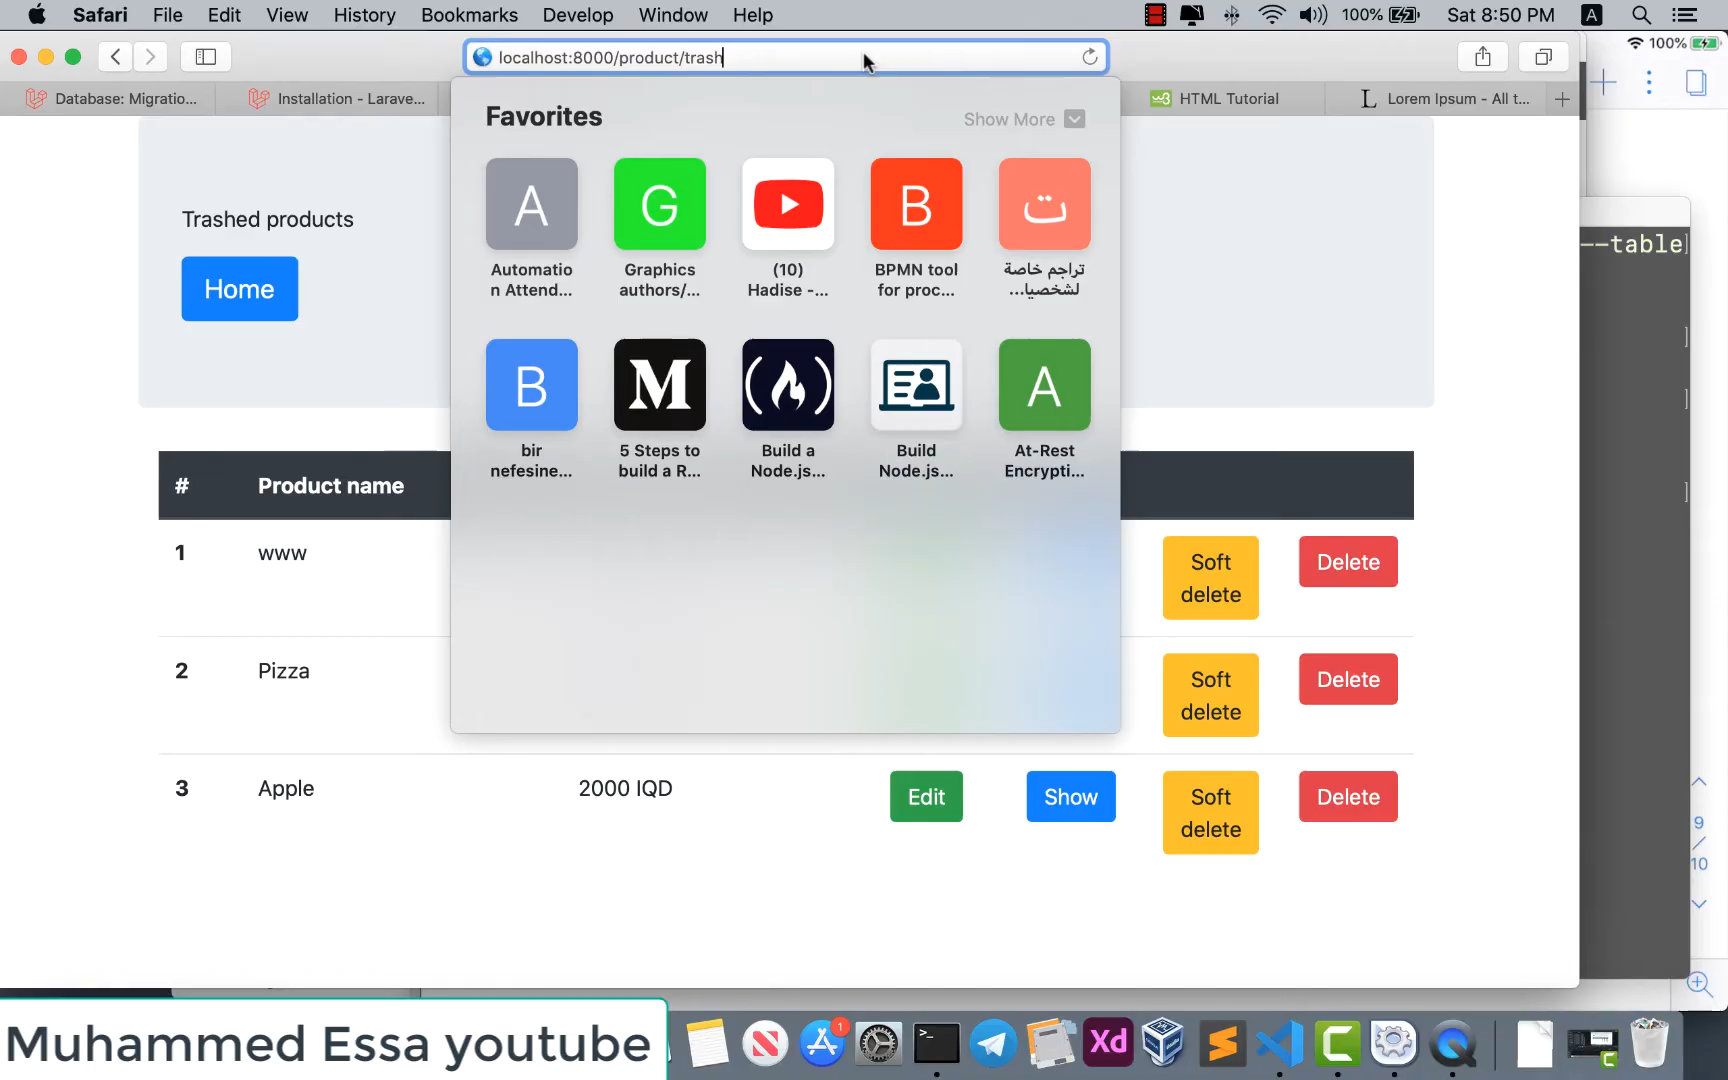 Safari File Edit View History Bookmarks Develop Window Help 100% Sat 8:50 PM A
100%
localhost:8000/product/trash
Database: Migratio... Installation - Larave... HTML Tutorial L Lorem Ipsum - All t...
Favorites Show More
Trashed products
Home
A G B ت
Automatio
n Attend...
Graphics
authors/...
(10)
Hadise -...
BPMN tool
for proc...
تراجم خاصة
لشخصيا...
B M A
bir
nefesine...
5 Steps to
build a R...
Build a
Node.js...
Build
Node.js...
At-Rest
Encrypti...
--table
# Product name
1 www Soft delete Delete
2 Pizza Soft delete Delete
3 Apple 2000 IQD Edit Show Soft delete Delete
9
/
10
1
Xd
Muhammed Essa youtube